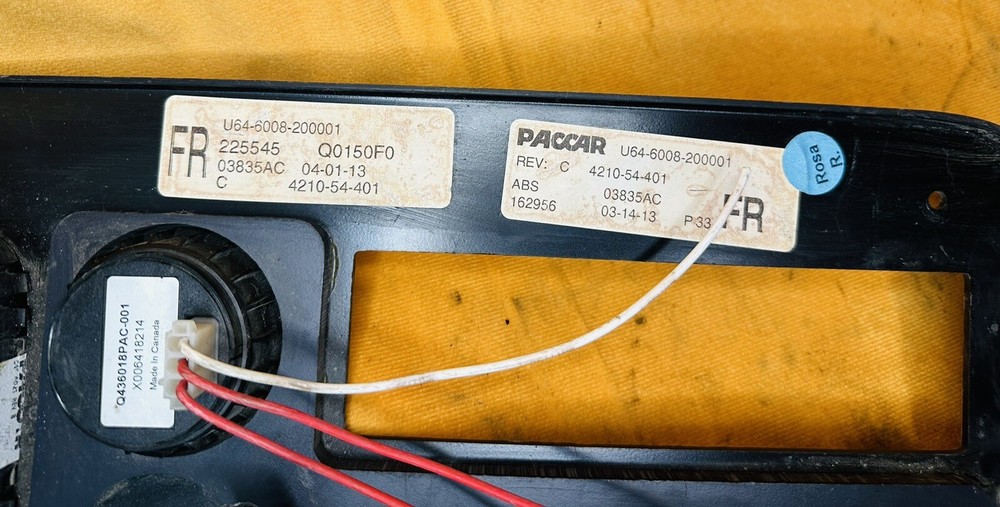 FR
U64-6008-200001
225545 Q0150F0
03835AC 04-01-13
C 4210-54-401
PACCAR U64-6008-200001
REV: C 4210-54-401
ABS 03835AC
162956 03-14-13 P33 FR
Rosa
R.
Q436018PAC-001
X006418214
Made In Canada